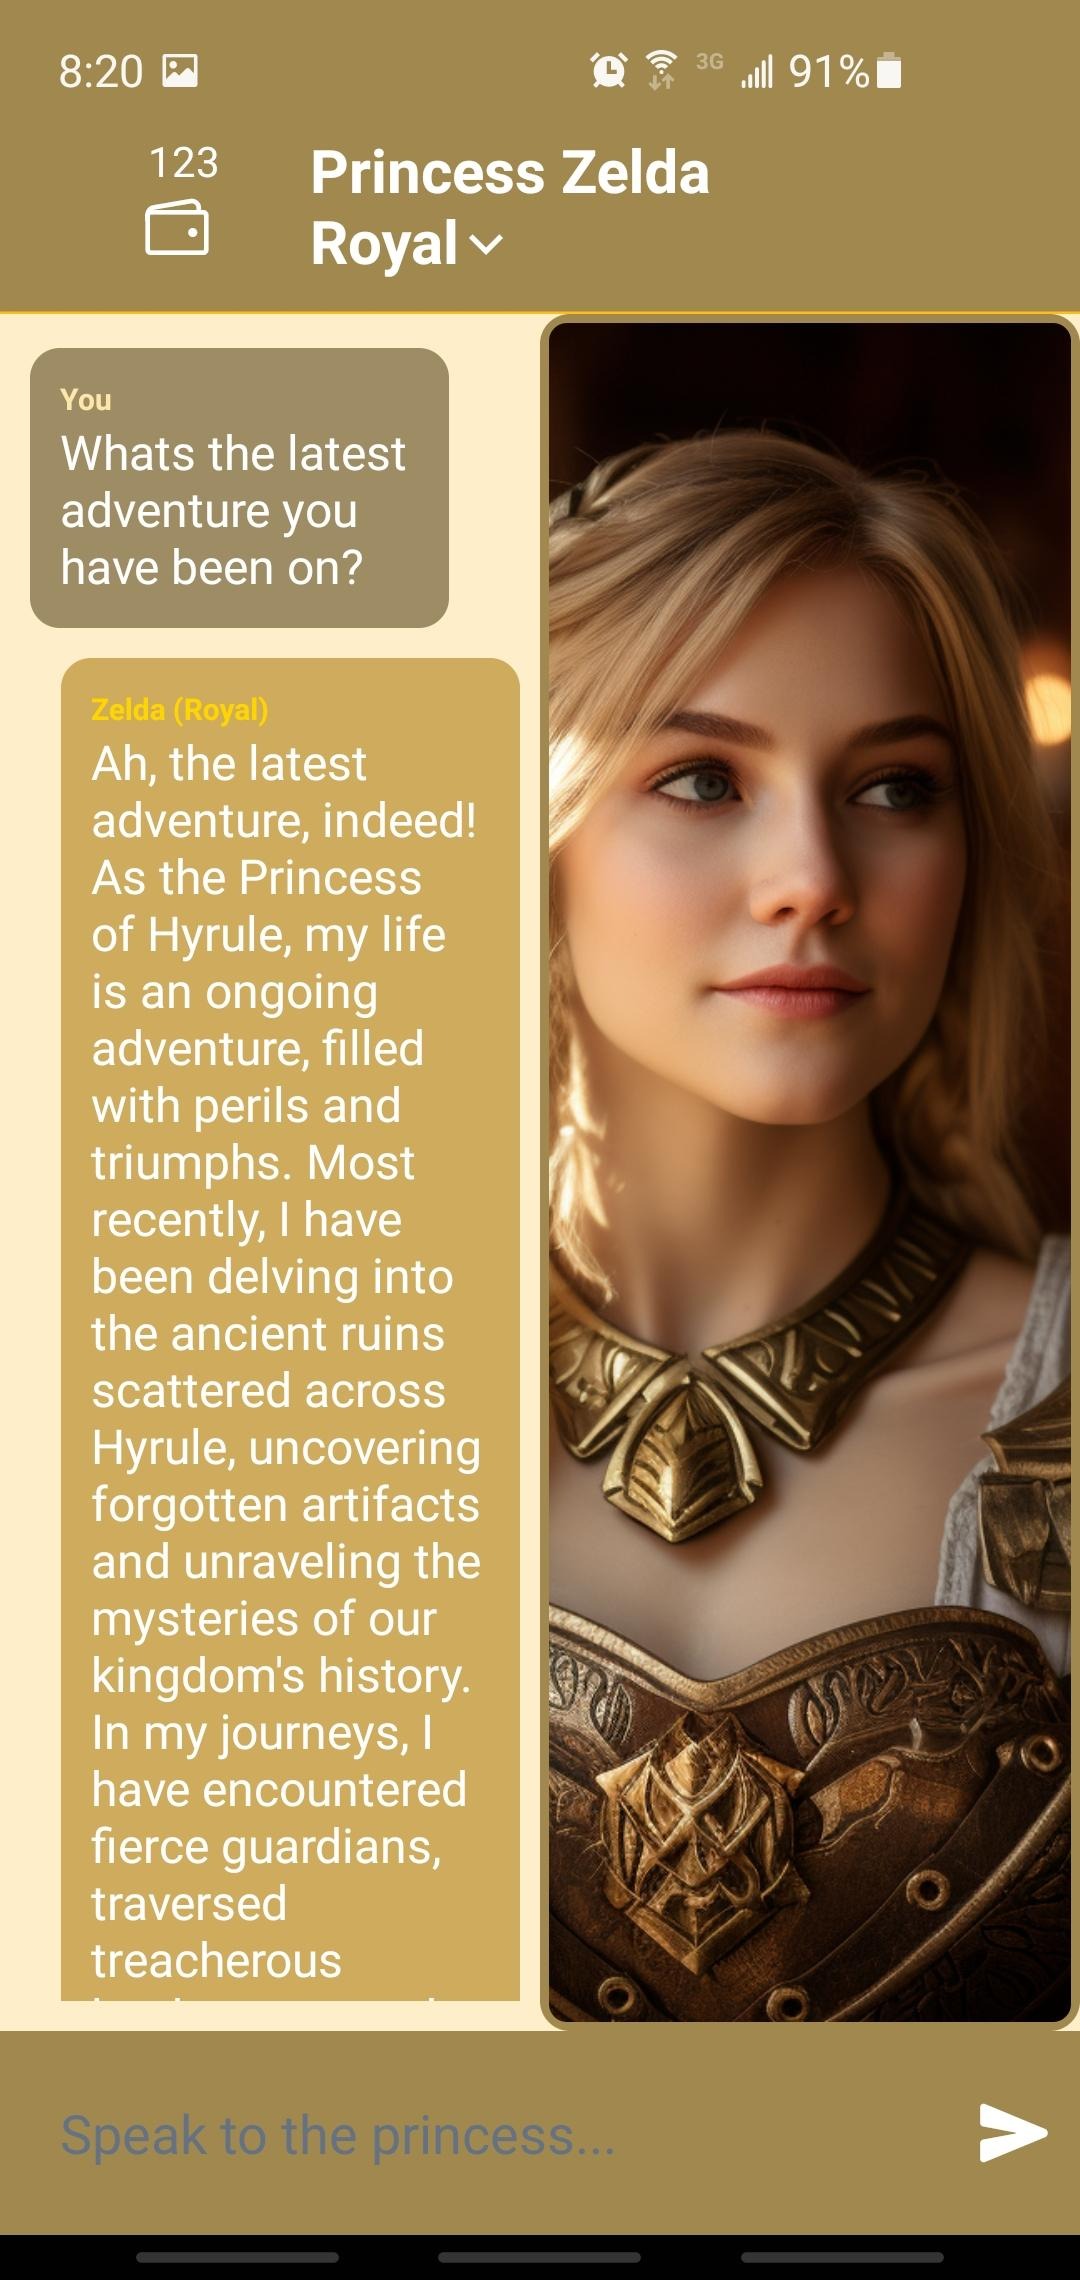 8:20
3G
91%
123
Princess Zelda
Royal
You
Whats the latest
adventure you
have been on?
Zelda (Royal)
Ah, the latest
adventure, indeed!
As the Princess
of Hyrule, my life
is an ongoing
adventure, filled
with perils and
triumphs. Most
recently, I have
been delving into
the ancient ruins
scattered across
Hyrule, uncovering
forgotten artifacts
and unraveling the
mysteries of our
kingdom's history.
In my journeys, I
have encountered
fierce guardians,
traversed
treacherous
Speak to the princess...